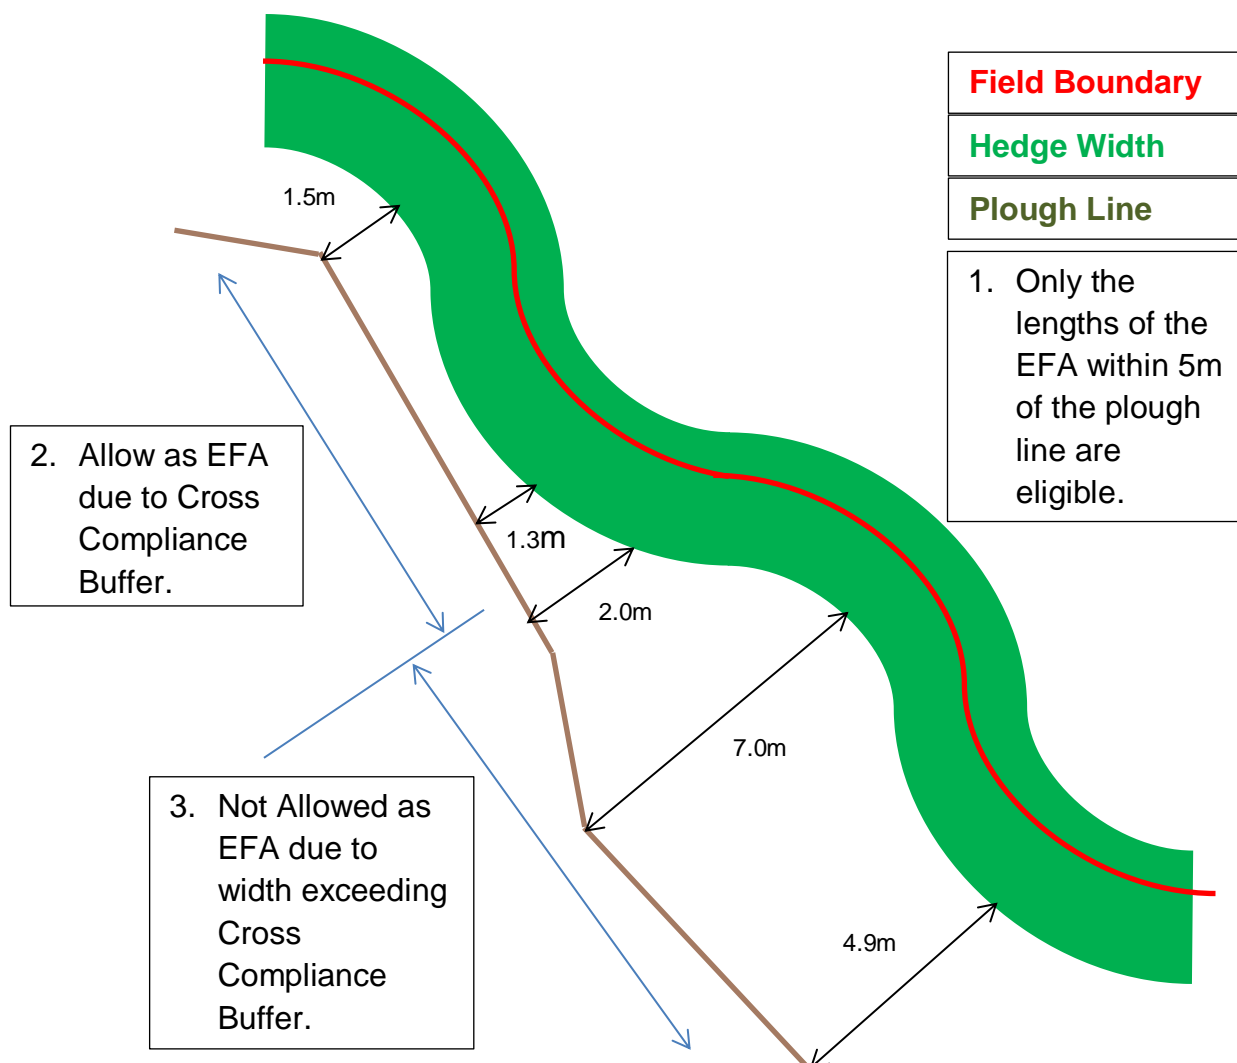 Field Boundary
Hedge Width
Plough Line
1. Only the
lengths of the
EFA within 5m
of the plough
line are
eligible.
1.5m
2. Allow as EFA
due to Cross
Compliance
Buffer.
1.3m
2.0m
7.0m
3. Not Allowed as
EFA due to
width exceeding
Cross
Compliance
Buffer.
4.9m